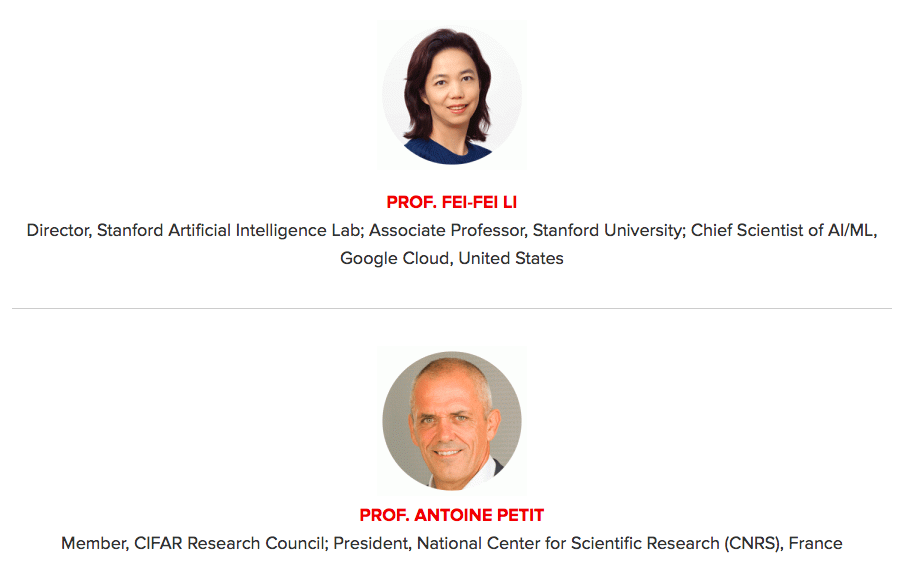 PROF. FEI-FEI LI
Director, Stanford Artificial Intelligence Lab; Associate Professor, Stanford University; Chief Scientist of AI/ML,
Google Cloud, United States
PROF. ANTOINE PETIT
Member, CIFAR Research Council; President, National Center for Scientific Research (CNRS), France